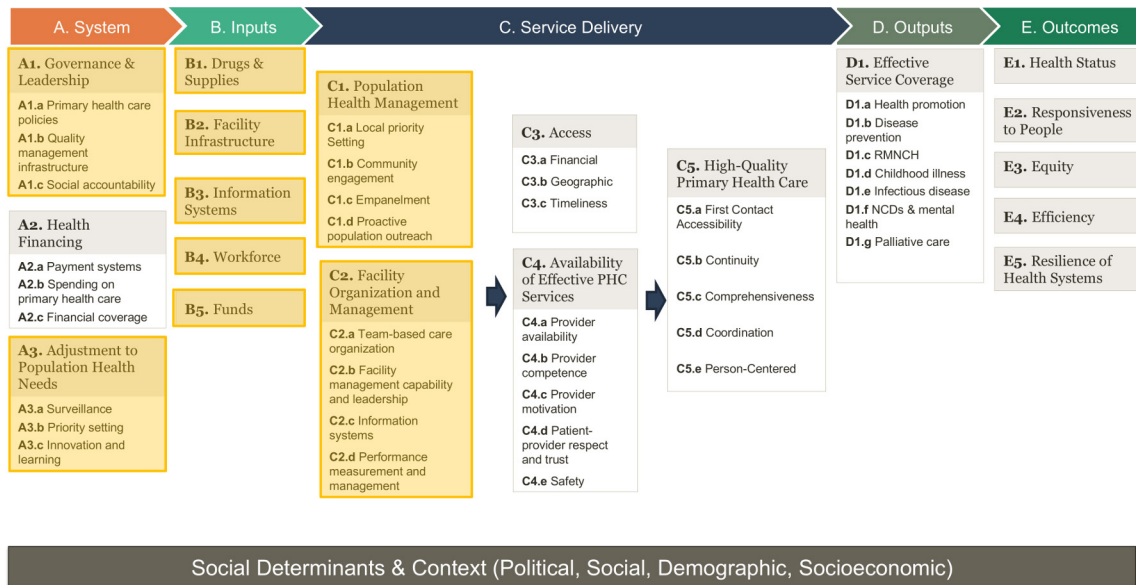 A. System
B. Inputs
C. Service Delivery
D. Outputs
E. Outcomes
A1. Governance &
Leadership
A1.a Primary health care
policies
A1.b Quality
management
infrastructure
A1.c Social accountability
A2. Health
Financing
A2.a Payment systems
A2.b Spending on
primary health care
A2.c Financial coverage
A3. Adjustment to
Population Health
Needs
A3.a Surveillance
A3.b Priority setting
A3.c Innovation and
learning
B1. Drugs &
Supplies
B2. Facility
Infrastructure
B3. Information
Systems
B4. Workforce
B5. Funds
C1. Population
Health Management
C1.a Local priority
Setting
C1.b Community
engagement
C1.c Empanelment
C1.d Proactive
population outreach
C2. Facility
Organization and
Management
C2.a Team-based care
organization
C2.b Facility
management capability
and leadership
C2.c Information
systems
C2.d Performance
measurement and
management
C3. Access
C3.a Financial
C3.b Geographic
C3.c Timeliness
C4. Availability
of Effective PHC
Services
C4.a Provider
availability
C4.b Provider
competence
C4.c Provider
motivation
C4.d Patient-
provider respect
and trust
C4.e Safety
C5. High-Quality
Primary Health Care
C5.a First Contact
Accessibility
C5.b Continuity
C5.c Comprehensiveness
C5.d Coordination
C5.e Person-Centered
D1. Effective
Service Coverage
D1.a Health promotion
D1.b Disease
prevention
D1.c RMNCH
D1.d Childhood illness
D1.e Infectious disease
D1.f NCDs & mental
health
D1.g Palliative care
E1. Health Status
E2. Responsiveness
to People
E3. Equity
E4. Efficiency
E5. Resilience of
Health Systems
Social Determinants & Context (Political, Social, Demographic, Socioeconomic)